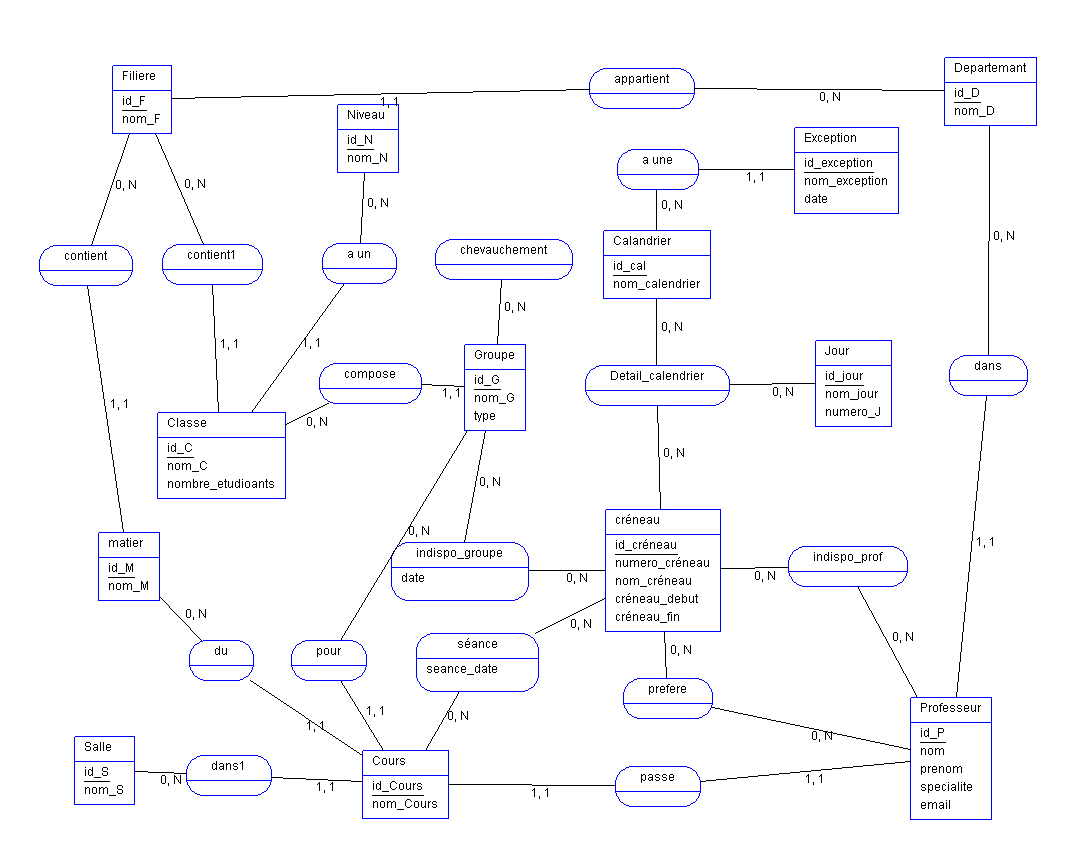 Filiere
id_F
nom_F
appartient
Departemant
id_D
nom_D
1, 1
0, N
Niveau
id_N
nom_N
Exception
id_exception
nom_exception
date
a une
1, 1
0, N
0, N
0, N
0, N
0, N
contient
contient1
a un
chevauchement
Calandrier
id_cal
nom_calendrier
0, N
0, N
1, 1
1, 1
Groupe
id_G
nom_G
type
compose
1, 1
0, N
Detail_calendrier
0, N
Jour
id_jour
nom_jour
numero_J
dans
1, 1
Classe
id_C
nom_C
nombre_etudioants
0, N
0, N
0, N
créneau
id_créneau
numero_créneau
nom_créneau
créneau_debut
créneau_fin
matier
id_M
nom_M
indispo_groupe
date
0, N
0, N
indispo_prof
1, 1
0, N
du
pour
séance
seance_date
0, N
0, N
0, N
prefere
0, N
Professeur
id_P
nom
prenom
specialite
email
1, 1
1, 1
0, N
Salle
id_S
nom_S
0, N
dans1
1, 1
Cours
id_Cours
nom_Cours
1, 1
passe
1, 1